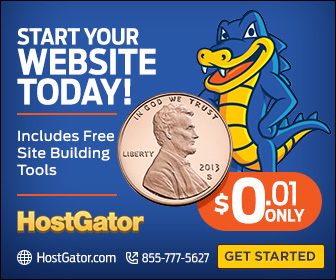 START YOUR
WEBSITE
TODAY!
Includes Free
Site Building
Tools
IN GOD WE TRUST
LIBERTY
2013
S
$0.01
ONLY
HostGator
HostGator.com
855-777-5627
GET STARTED